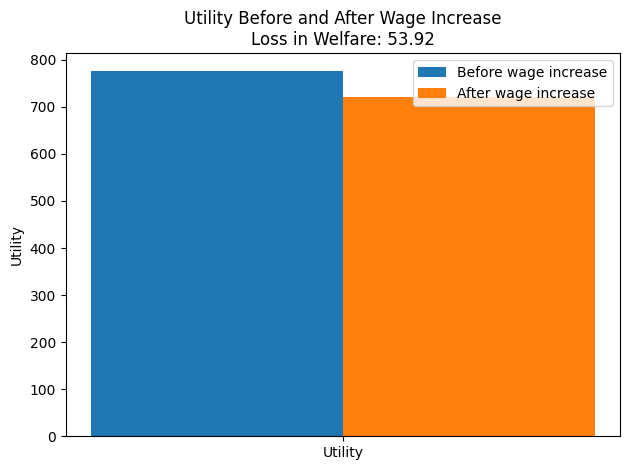 Utility Before and After Wage Increase
Loss in Welfare: 53.92
Before wage increase
After wage increase
800
700
600
500
400
300
200
100
0
Utility
Utility